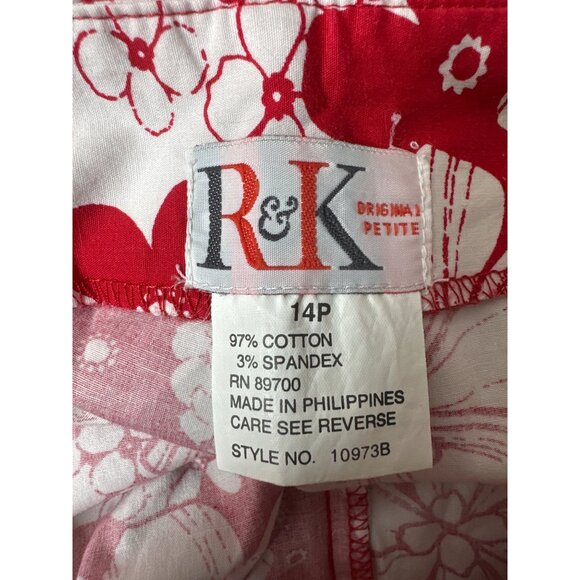 R&K
ORIGINAL
PETITE
14P
97% COTTON
3% SPANDEX
RN 89700
MADE IN PHILIPPINES
CARE SEE REVERSE
STYLE NO. 10973B